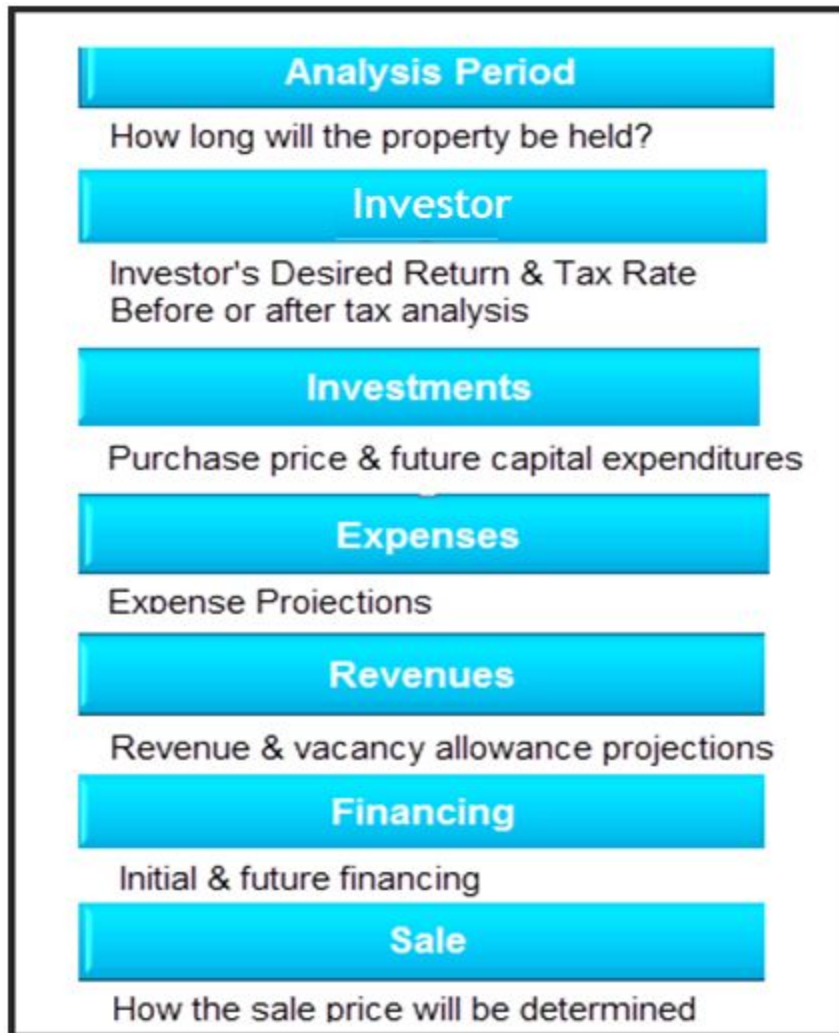 Analysis Period
How long will the property be held?
Investor
Investor's Desired Return & Tax Rate
Before or after tax analysis
Investments
Purchase price & future capital expenditures
Expenses
Expense Projections
Revenues
Revenue & vacancy allowance projections
Financing
Initial & future financing
Sale
How the sale price will be determined